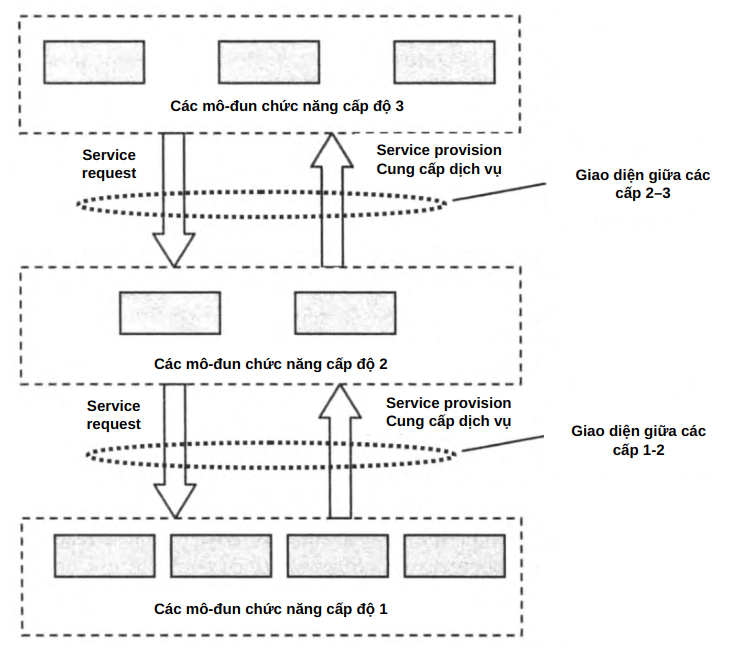 Các mô-đun chức năng cấp độ 3
Service
request
Service provision
Cung cấp dịch vụ
Giao diện giữa các
cấp 2–3
Các mô-đun chức năng cấp độ 2
Service
request
Service provision
Cung cấp dịch vụ
Giao diện giữa các
cấp 1-2
Các mô-đun chức năng cấp độ 1